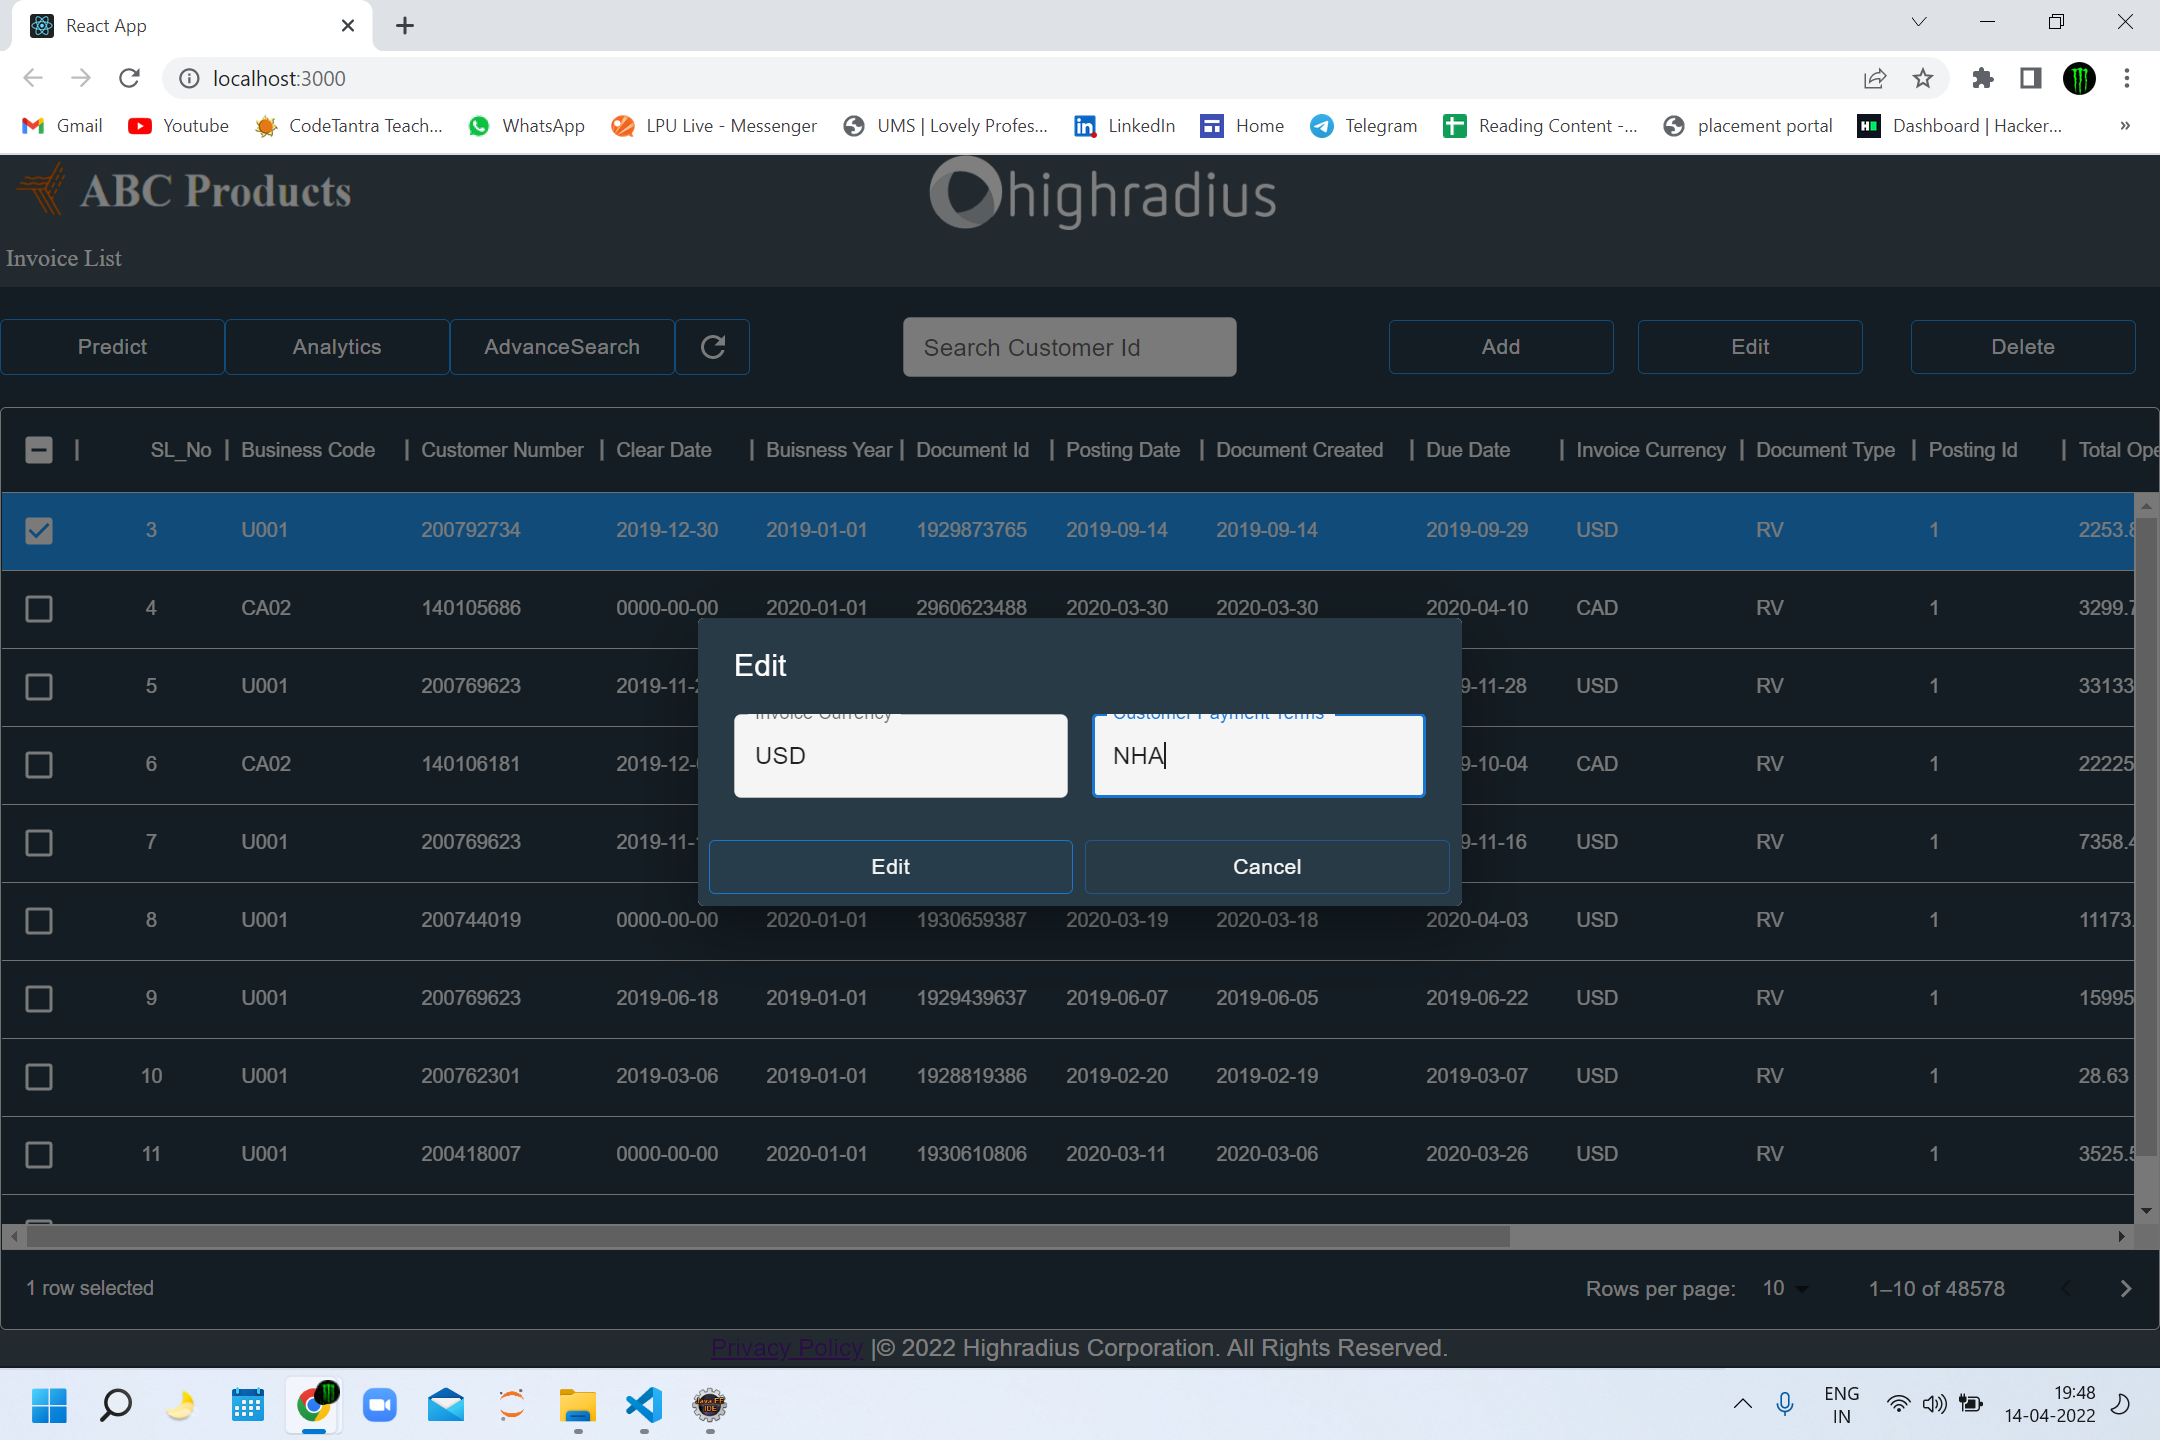 React App
localhost:3000
Gmail Youtube CodeTantra Teach... WhatsApp LPU Live - Messenger UMS | Lovely Profes... LinkedIn Home Telegram Reading Content -... placement portal Dashboard | Hacker... »
ABC Products highradius
Invoice List
Predict Analytics AdvanceSearch Search Customer Id Add Edit Delete
SL_No Business Code Customer Number Clear Date Buisness Year Document Id Posting Date Document Created Due Date Invoice Currency Document Type Posting Id Total Ope
3 U001 200792734 2019-12-30 2019-01-01 1929873765 2019-09-14 2019-09-14 2019-09-29 USD RV 1 2253.8
4 CA02 140105686 0000-00-00 2020-01-01 2960623488 2020-03-30 2020-03-30 2020-04-10 CAD RV 1 3299.7
5 U001 200769623 2019-11-2 9-11-28 USD RV 1 33133
6 CA02 140106181 2019-12- 9-10-04 CAD RV 1 22225
7 U001 200769623 2019-11- 9-11-16 USD RV 1 7358.4
8 U001 200744019 0000-00-00 2020-01-01 1930659387 2020-03-19 2020-03-18 2020-04-03 USD RV 1 11173.
9 U001 200769623 2019-06-18 2019-01-01 1929439637 2019-06-07 2019-06-05 2019-06-22 USD RV 1 15995
10 U001 200762301 2019-03-06 2019-01-01 1928819386 2019-02-20 2019-02-19 2019-03-07 USD RV 1 28.63
11 U001 200418007 0000-00-00 2020-01-01 1930610806 2020-03-11 2020-03-06 2020-03-26 USD RV 1 3525.5
Edit
Invoice Currency Customer Payment Terms
USD NHA
Edit Cancel
1 row selected Rows per page: 10 1–10 of 48578
Privacy Policy |© 2022 Highradius Corporation. All Rights Reserved.
ENG 19:48
IN 14-04-2022